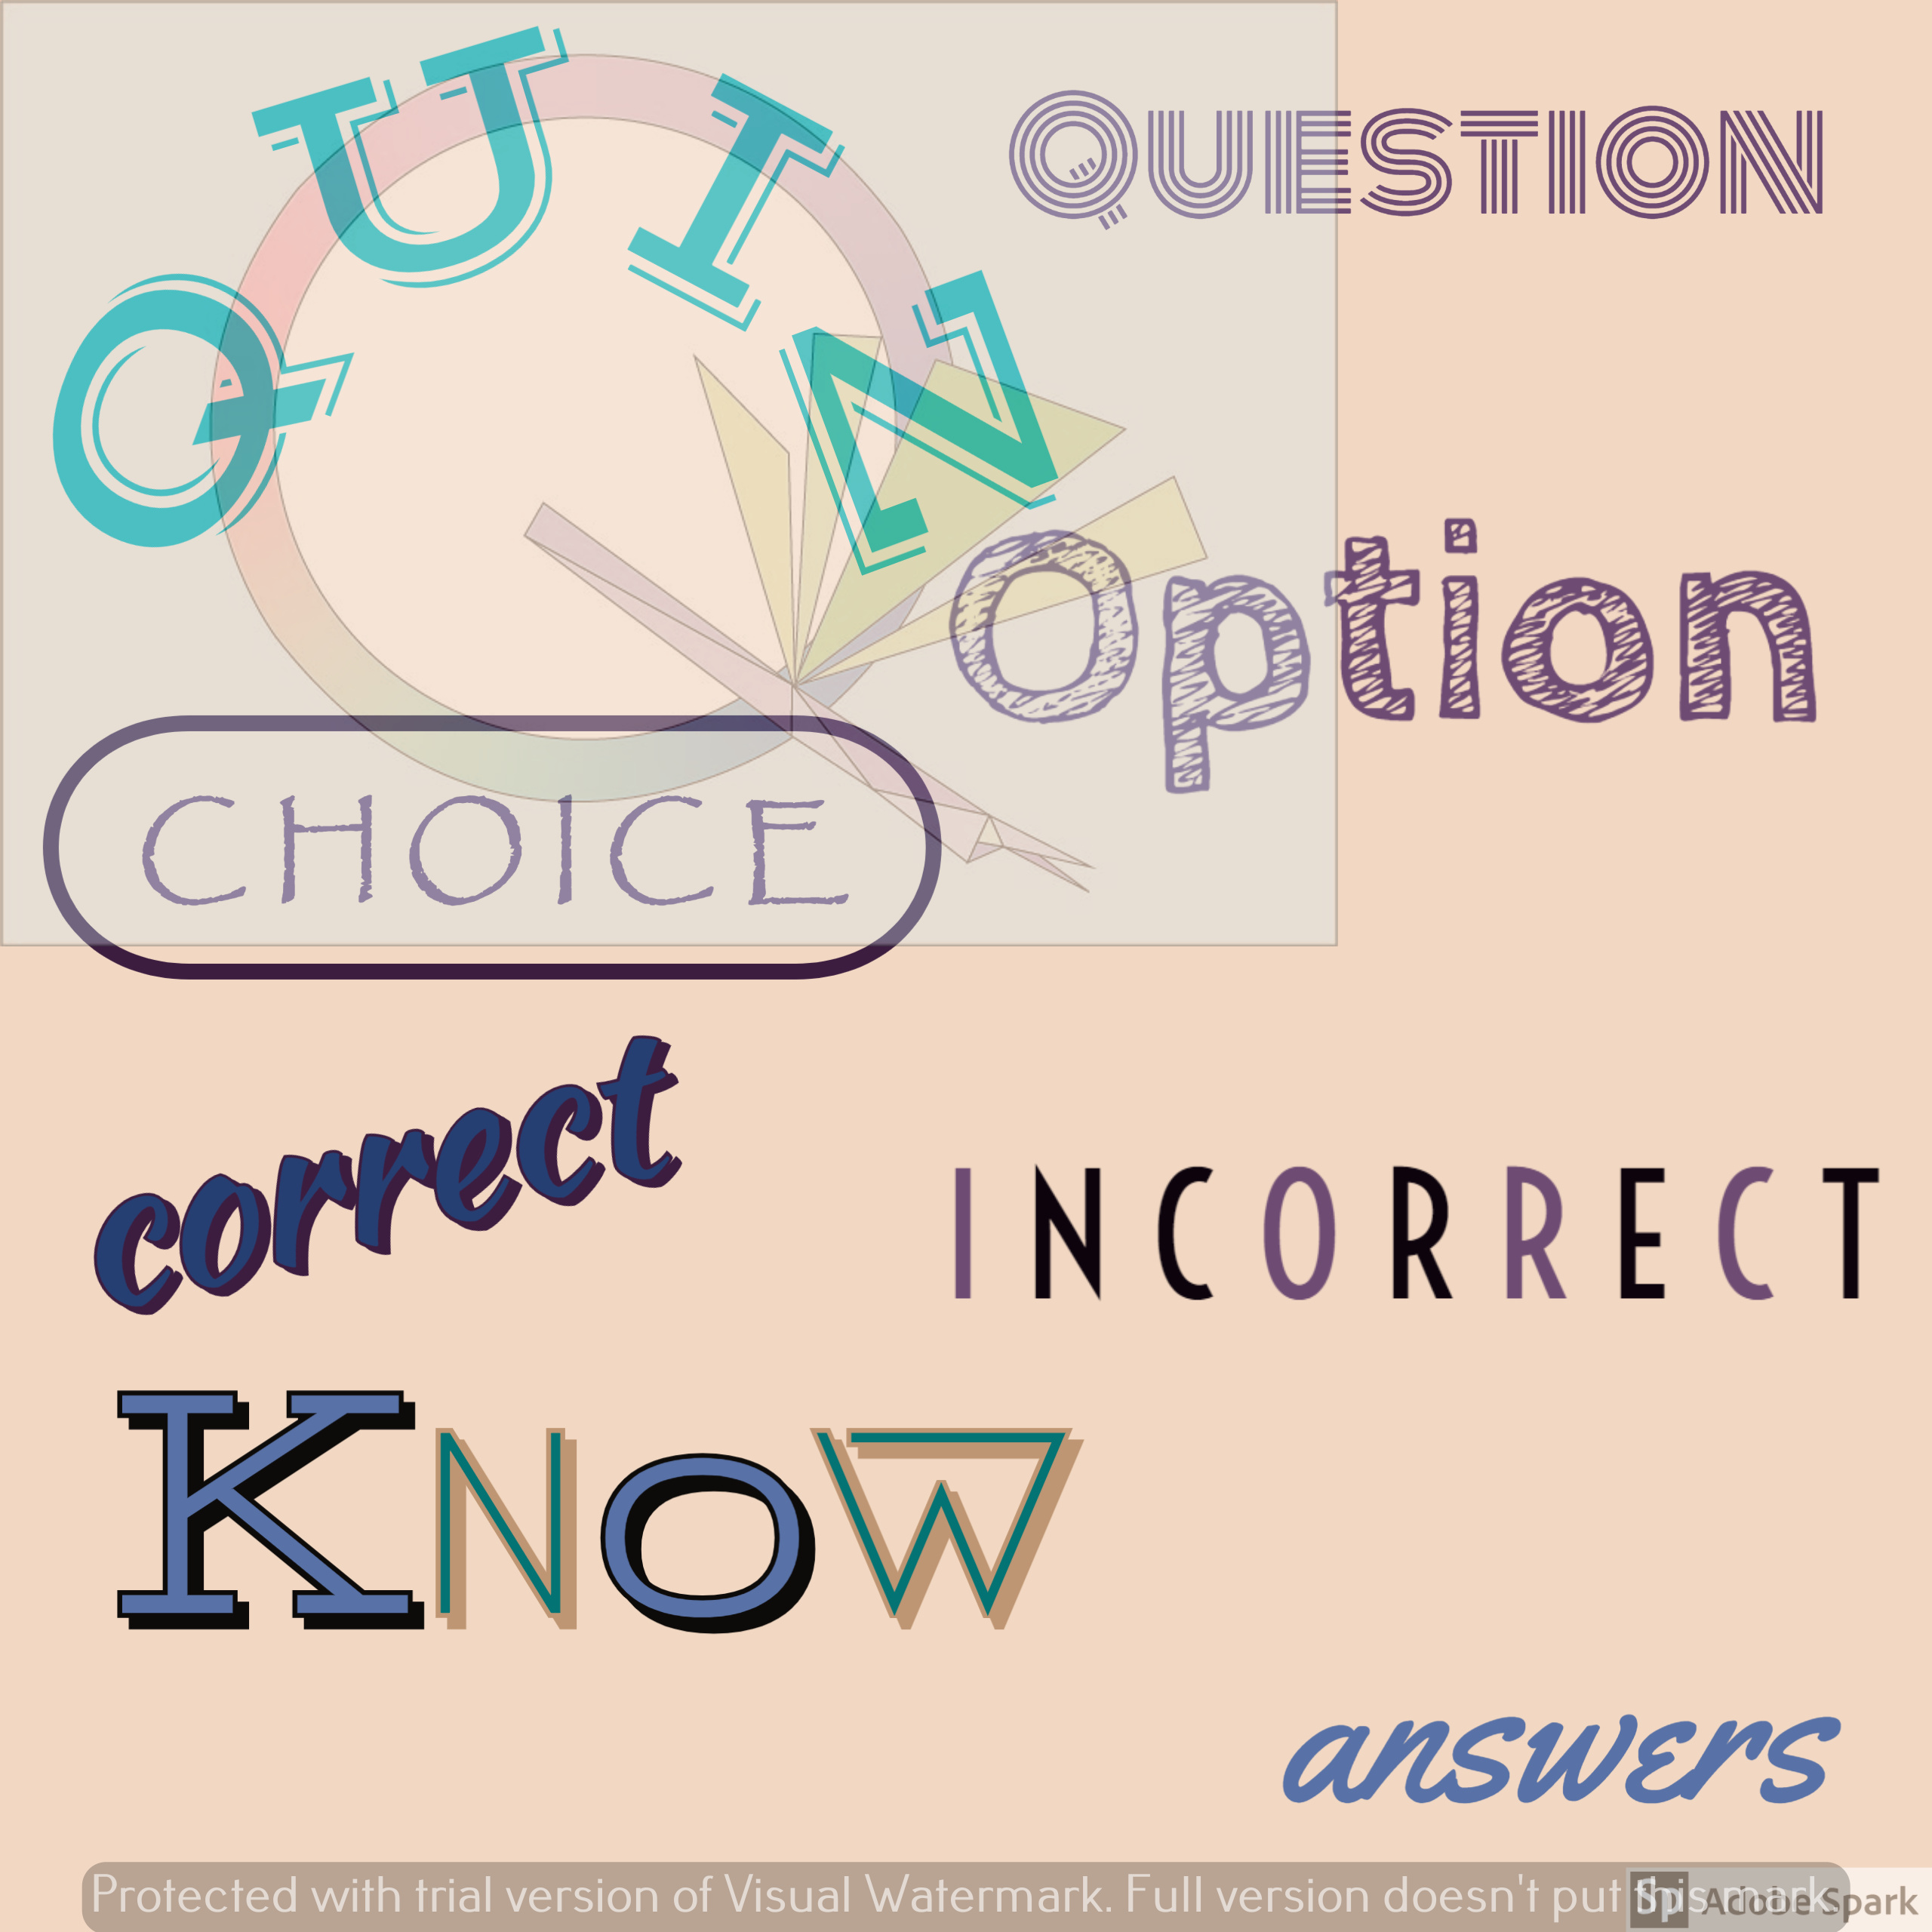 QUIZ
QUESTION
option
CHOICE
correct
INCORRECT
KNOW
answers
Protected with trial version of Visual Watermark. Full version doesn't put this mark.
Sp Adobe Spark